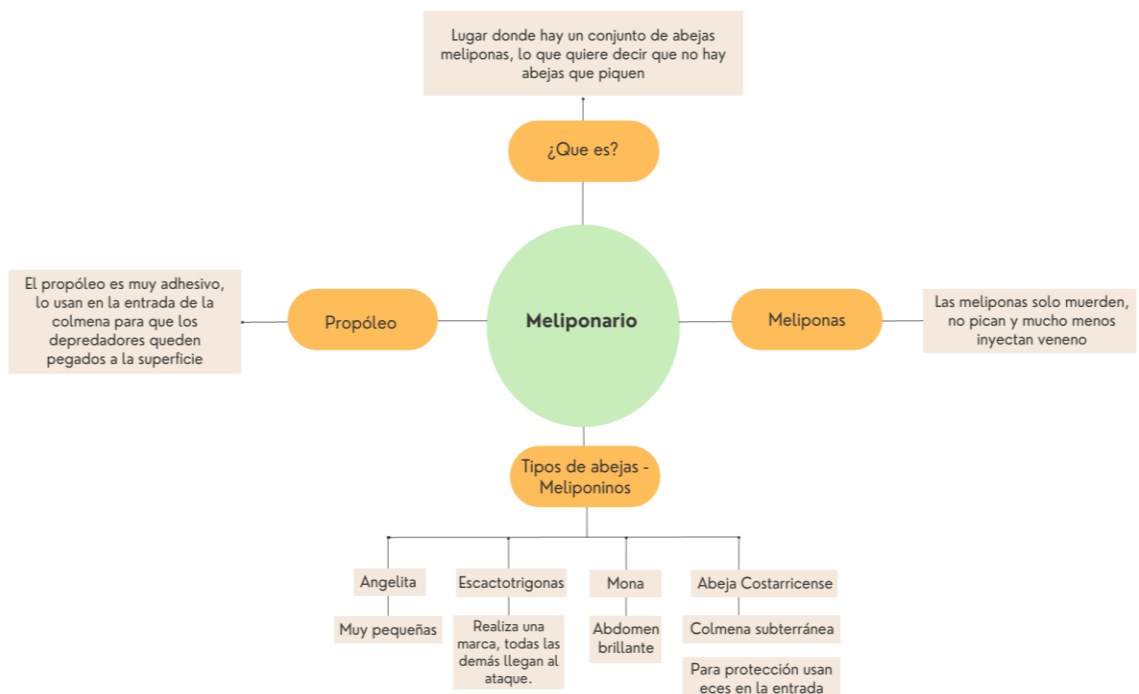 Lugar donde hay un conjunto de abejas
meliponas, lo que quiere decir que no hay
abejas que piquen
¿Que es?
El propóleo es muy adhesivo,
lo usan en la entrada de la
colmena para que los
depredadores queden
pegados a la superficie
Propóleo
Meliponario
Meliponas
Las meliponas solo muerden,
no pican y mucho menos
inyectan veneno
Tipos de abejas -
Meliponinos
Angelita
Muy pequeñas
Escactotrigonas
Realiza una
marca, todas las
demás llegan al
ataque.
Mona
Abdomen
brillante
Abeja Costarricense
Colmena subterránea
Para protección usan
eces en la entrada